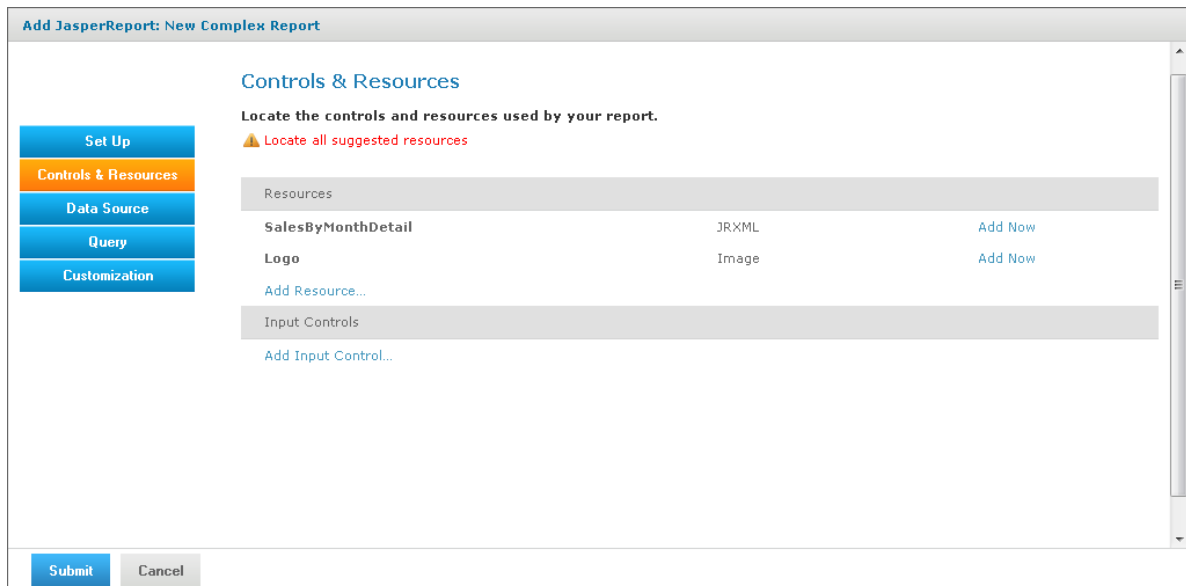 Add JasperReport: New Complex Report
Set Up
Controls & Resources
Data Source
Query
Customization
Controls & Resources
Locate the controls and resources used by your report.
Locate all suggested resources
Resources
SalesByMonthDetail JRXML Add Now
Logo Image Add Now
Add Resource...
Input Controls
Add Input Control...
Submit Cancel